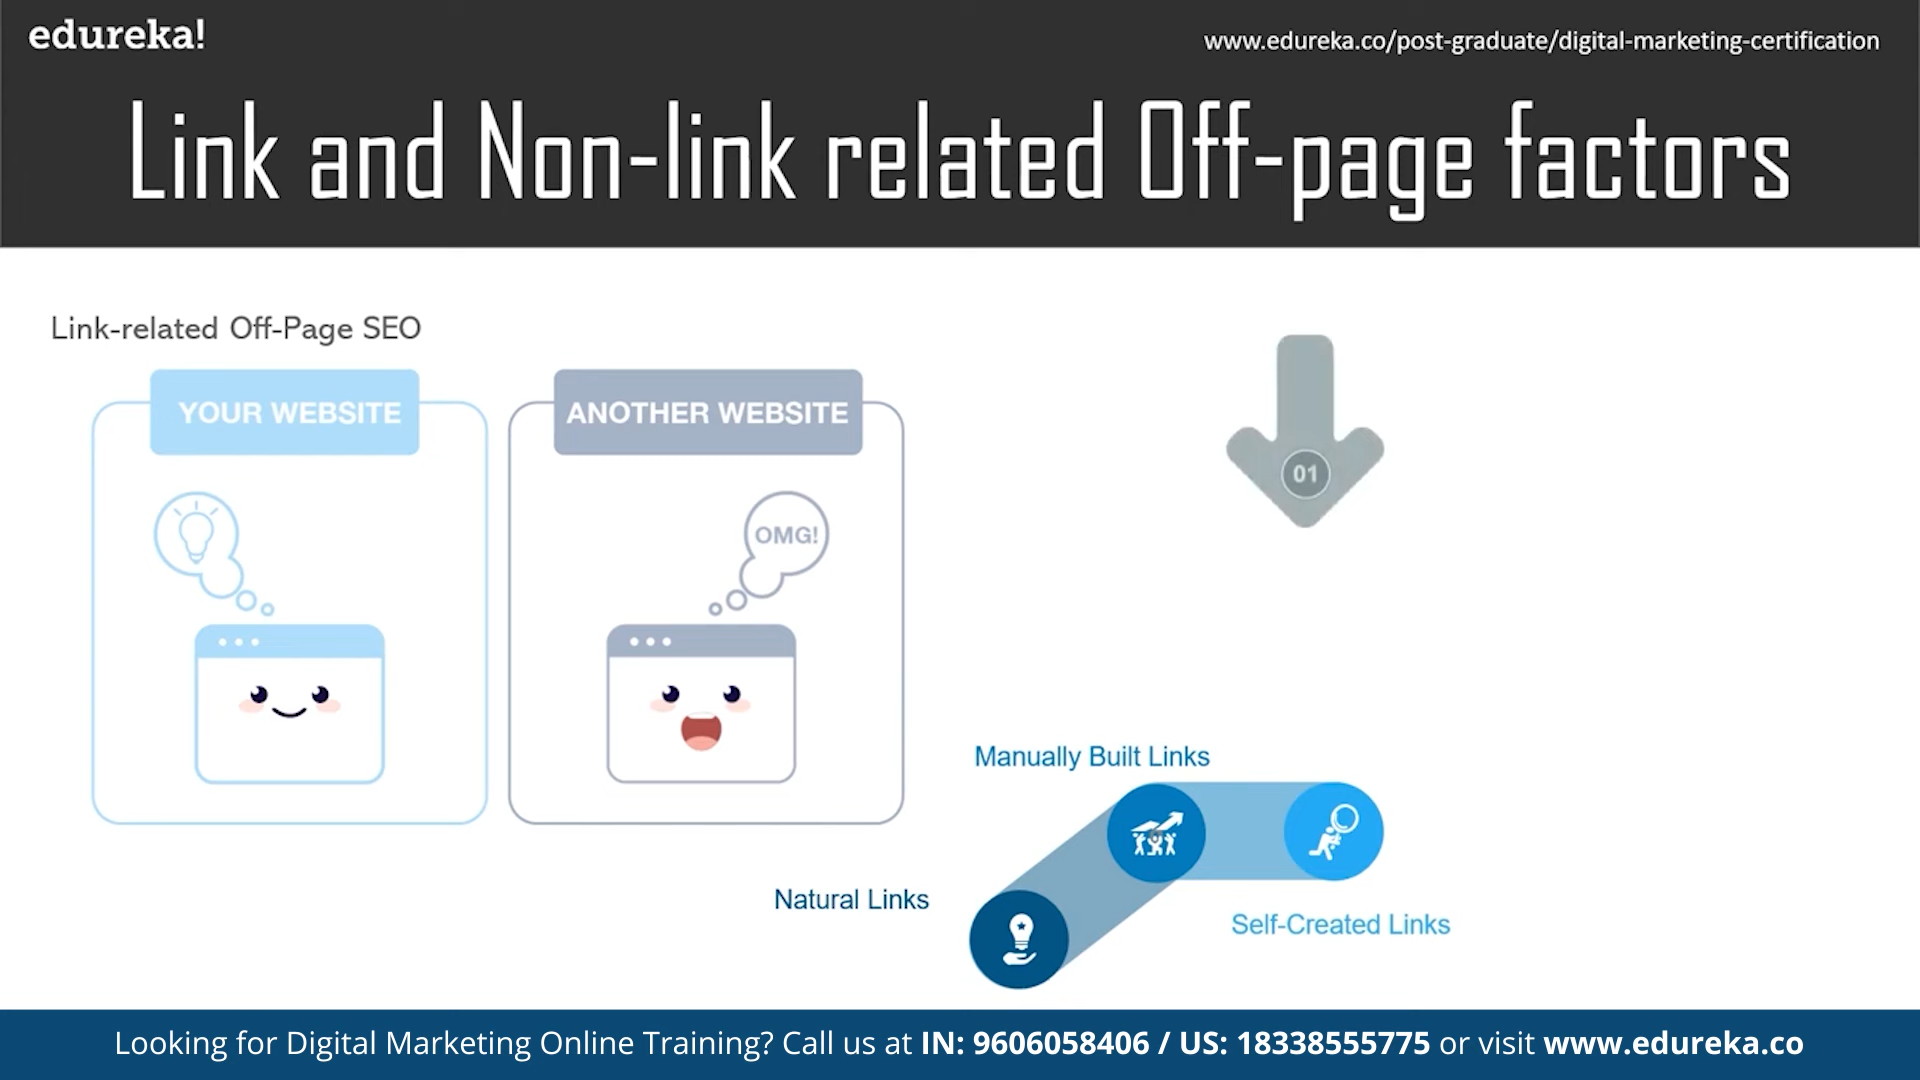 edureka!
www.edureka.co/post-graduate/digital-marketing-certification
Link and Non-link related Off-page factors
Link-related Off-Page SEO
YOUR WEBSITE
ANOTHER WEBSITE
OMG!
01
Manually Built Links
Natural Links
Self-Created Links
Looking for Digital Marketing Online Training? Call us at IN: 9606058406 / US: 18338555775 or visit www.edureka.co